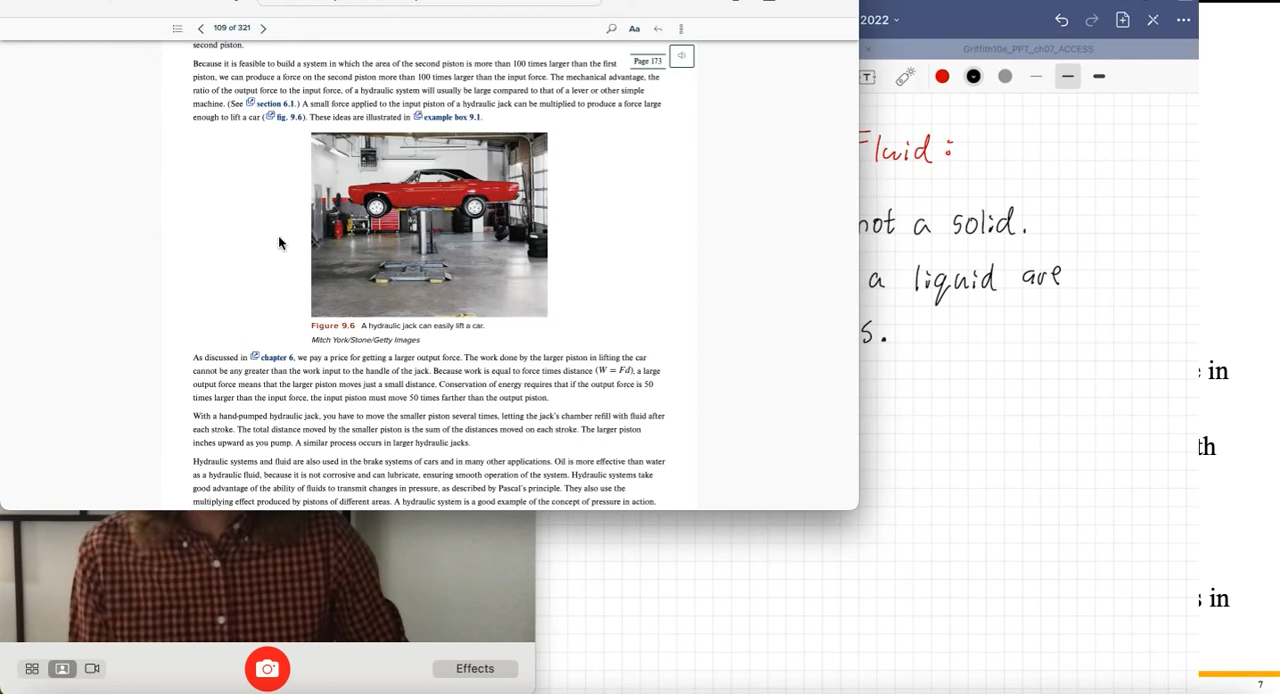 109 of 321
Aa
second piston.
Page 173
Because it is feasible to build a system in which the area of the second piston is more than 100 times larger than the first
piston, we can produce a force on the second piston more than 100 times larger than the input force. The mechanical advantage, the
ratio of the output force to the input force, of a hydraulic system will usually be large compared to that of a lever or other simple
machine. (See section 6.1.) A small force applied to the input piston of a hydraulic jack can be multiplied to produce a force large
enough to lift a car (fig. 9.6). These ideas are illustrated in example box 9.1.
Figure 9.6 A hydraulic jack can easily lift a car.
Mitch York/Stone/Getty Images
As discussed in chapter 6, we pay a price for getting a larger output force. The work done by the larger piston in lifting the car
cannot be any greater than the work input to the handle of the jack. Because work is equal to force times distance (W = Fd), a large
output force means that the larger piston moves just a small distance. Conservation of energy requires that if the output force is 50
times larger than the input force, the input piston must move 50 times farther than the output piston.
With a hand-pumped hydraulic jack, you have to move the smaller piston several times, letting the jack's chamber refill with fluid after
each stroke. The total distance moved by the smaller piston is the sum of the distances moved on each stroke. The larger piston
inches upward as you pump. A similar process occurs in larger hydraulic jacks.
Hydraulic systems and fluid are also used in the brake systems of cars and in many other applications. Oil is more effective than water
as a hydraulic fluid, because it is not corrosive and can lubricate, ensuring smooth operation of the system. Hydraulic systems take
good advantage of the ability of fluids to transmit changes in pressure, as described by Pascal's principle. They also use the
multiplying effect produced by pistons of different areas. A hydraulic system is a good example of the concept of pressure in action.
2022
Griffith10e_PPT_ch07_ACCESS
T
Fluid:
not a solid.
a liquid are
s.
in
th
s in
7
Effects